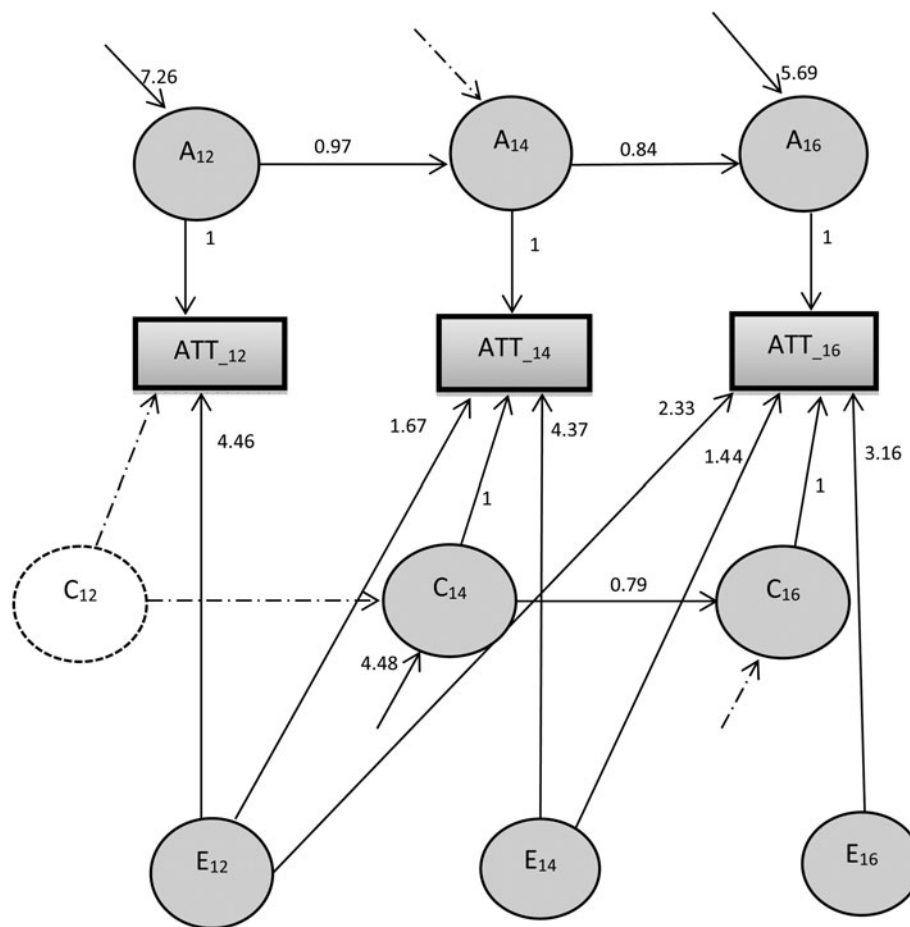 7.26
5.69
A12
A14
A16
0.97
0.84
1
1
1
ATT_12
ATT_14
ATT_16
4.46
1.67
4.37
2.33
1.44
3.16
1
1
C12
C14
0.79
C16
4.48
E12
E14
E16